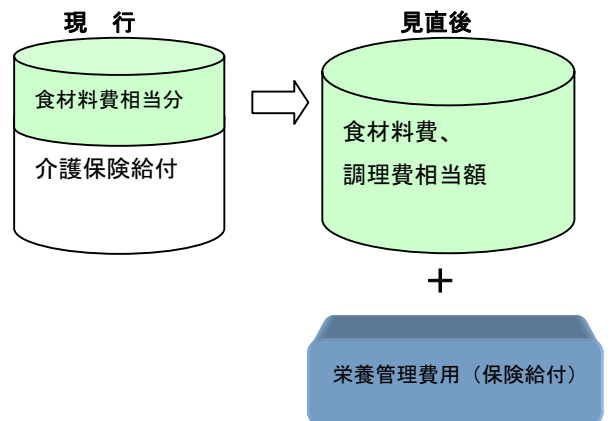 現　行
食材料費相当分
介護保険給付
見直後
食材料費、
調理費相当額
＋
栄養管理費用（保険給付）